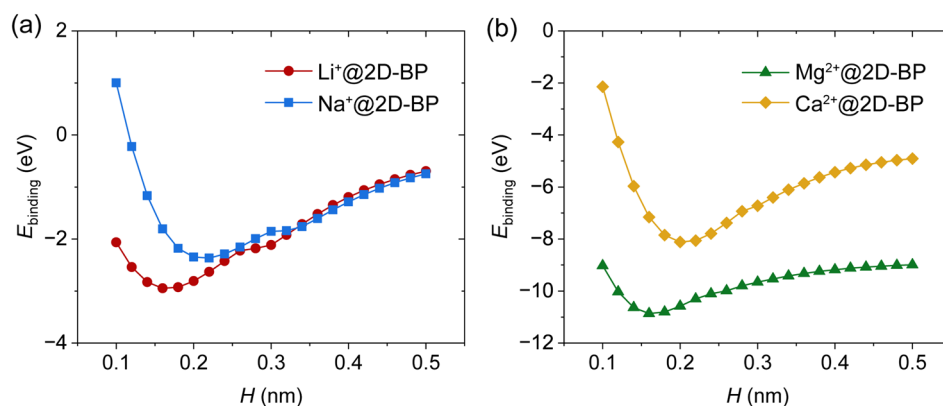 (a)
2
0
−2
−4
E_binding (eV)
Li⁺@2D-BP
Na⁺@2D-BP
0.1 0.2 0.3 0.4 0.5
H (nm)
(b)
0
−2
−4
−6
−8
−10
−12
E_binding (eV)
Mg²⁺@2D-BP
Ca²⁺@2D-BP
0.1 0.2 0.3 0.4 0.5
H (nm)